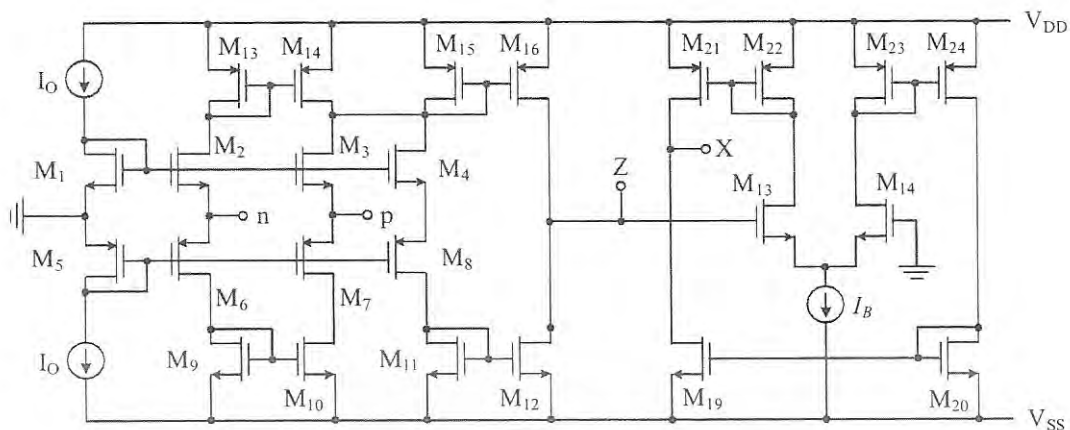 V_DD
M₁₃ M₁₄ M₁₅ M₁₆ M₂₁ M₂₂ M₂₃ M₂₄
I_O
M₂ M₃ X
M₁ M₄ Z
M₁₃ M₁₄
n p
M₅ M₈
M₆ M₇ I_B
I_O
M₉ M₁₁
M₁₀ M₁₂ M₁₉ M₂₀
V_SS